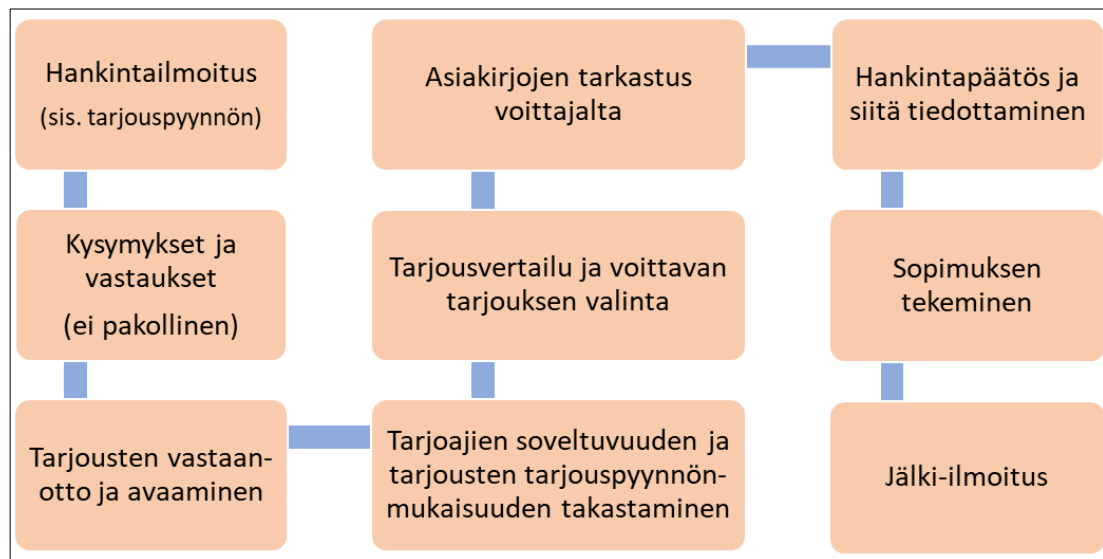 Hankintailmoitus
(sis. tarjouspyynnön)
Kysymykset ja
vastaukset
(ei pakollinen)
Tarjousten vastaan-
otto ja avaaminen
Tarjoajien soveltuvuuden ja
tarjousten tarjouspyynnön-
mukaisuuden takastaminen
Tarjousvertailu ja voittavan
tarjouksen valinta
Asiakirjojen tarkastus
voittajalta
Hankintapäätös ja
siitä tiedottaminen
Sopimuksen
tekeminen
Jälki-ilmoitus